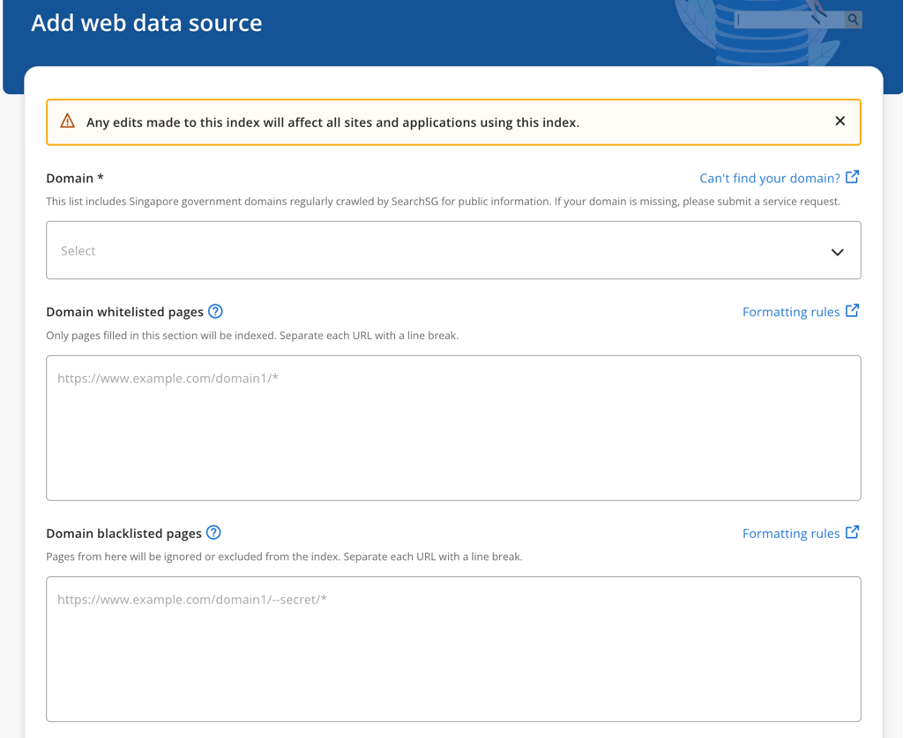 Add web data source
Any edits made to this index will affect all sites and applications using this index.
Domain *
Can't find your domain?
This list includes Singapore government domains regularly crawled by SearchSG for public information. If your domain is missing, please submit a service request.
Select
Domain whitelisted pages
Formatting rules
Only pages filled in this section will be indexed. Separate each URL with a line break.
https://www.example.com/domain1/*
Domain blacklisted pages
Formatting rules
Pages from here will be ignored or excluded from the index. Separate each URL with a line break.
https://www.example.com/domain1/--secret/*